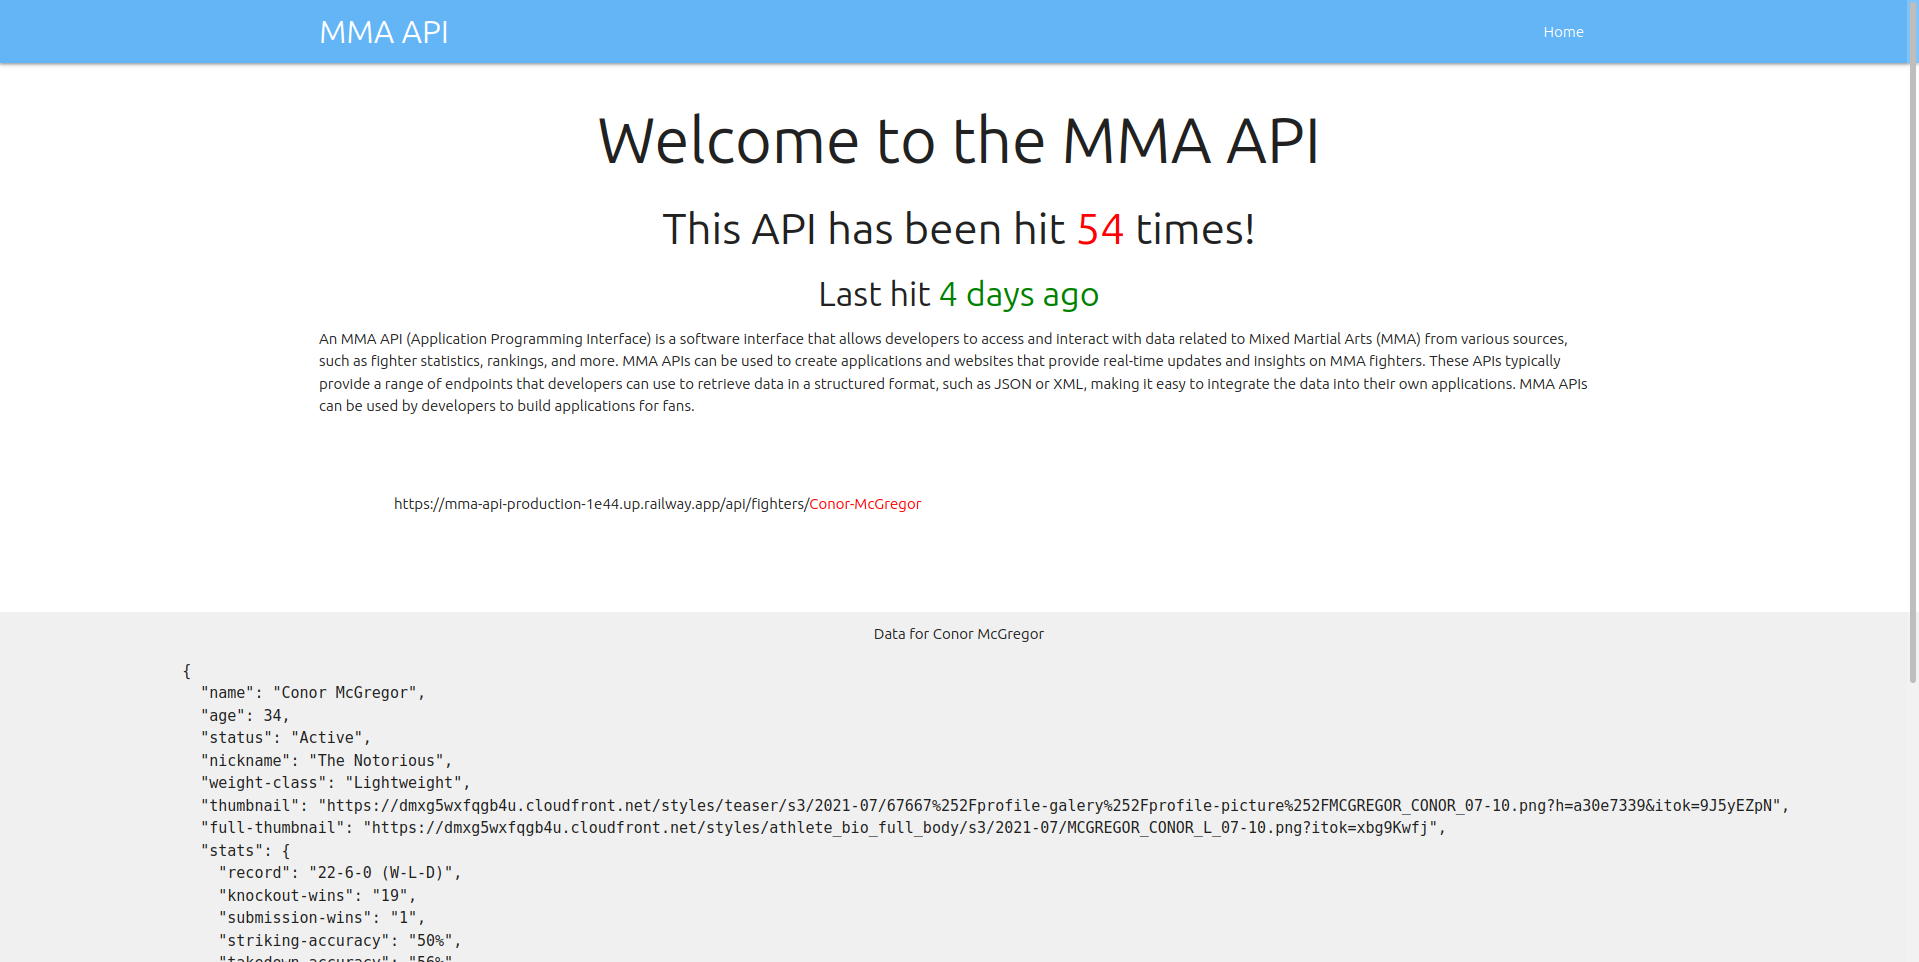 MMA API
Home
Welcome to the MMA API
This API has been hit 54 times!
Last hit 4 days ago
An MMA API (Application Programming Interface) is a software interface that allows developers to access and interact with data related to Mixed Martial Arts (MMA) from various sources,
such as fighter statistics, rankings, and more. MMA APIs can be used to create applications and websites that provide real-time updates and insights on MMA fighters. These APIs typically
provide a range of endpoints that developers can use to retrieve data in a structured format, such as JSON or XML, making it easy to integrate the data into their own applications. MMA APIs
can be used by developers to build applications for fans.
https://mma-api-production-1e44.up.railway.app/api/fighters/Conor-McGregor
Data for Conor McGregor
{
  "name": "Conor McGregor",
  "age": 34,
  "status": "Active",
  "nickname": "The Notorious",
  "weight-class": "Lightweight",
  "thumbnail": "https://dmxg5wxfqgb4u.cloudfront.net/styles/teaser/s3/2021-07/67667%252Fprofile-galery%252Fprofile-picture%252FMCGREGOR_CONOR_07-10.png?h=a30e7339&itok=9J5yEZpN",
  "full-thumbnail": "https://dmxg5wxfqgb4u.cloudfront.net/styles/athlete_bio_full_body/s3/2021-07/MCGREGOR_CONOR_L_07-10.png?itok=xbg9Kwfj",
  "stats": {
    "record": "22-6-0 (W-L-D)",
    "knockout-wins": "19",
    "submission-wins": "1",
    "striking-accuracy": "50%",
    "takedown-accuracy": "56%"